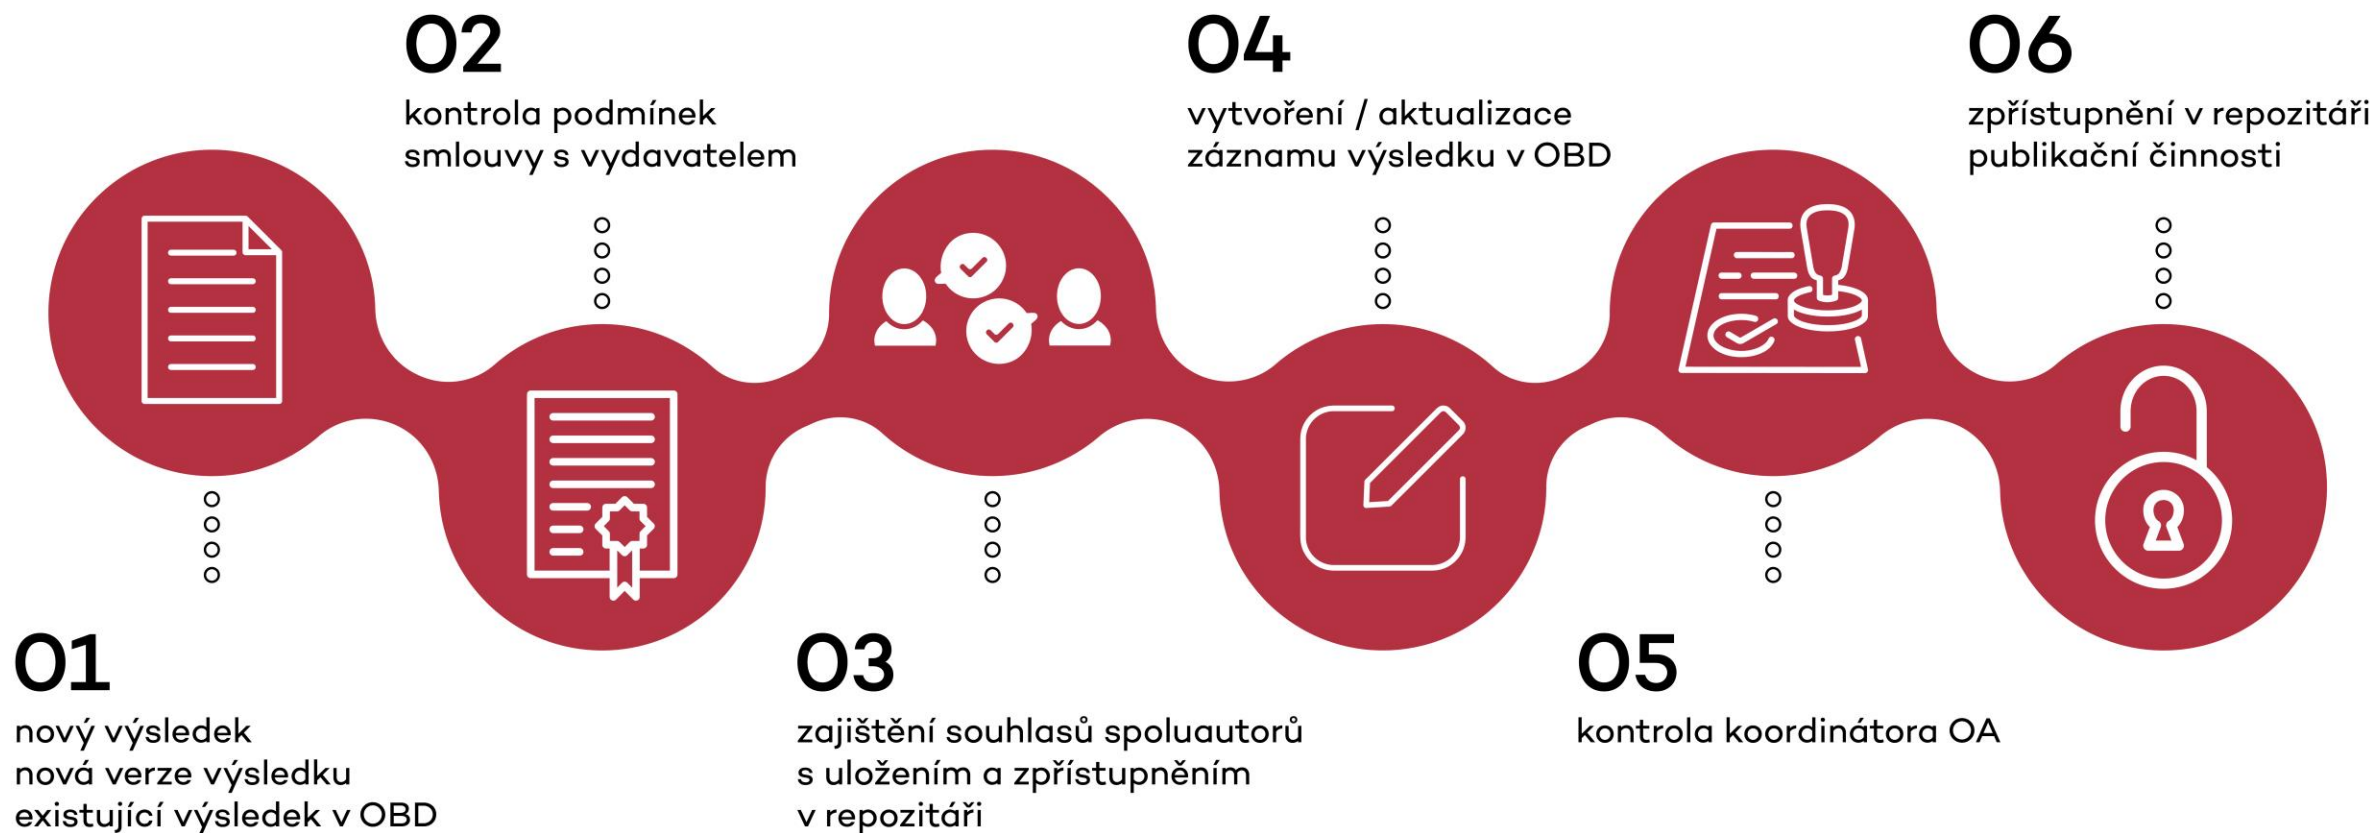 01
nový výsledek
nová verze výsledku
existující výsledek v OBD
02
kontrola podmínek
smlouvy s vydavatelem
03
zajištění souhlasů spoluautorů
s uložením a zpřístupněním
v repozitáři
04
vytvoření / aktualizace
záznamu výsledku v OBD
05
kontrola koordinátora OA
06
zpřístupnění v repozitáři
publikační činnosti